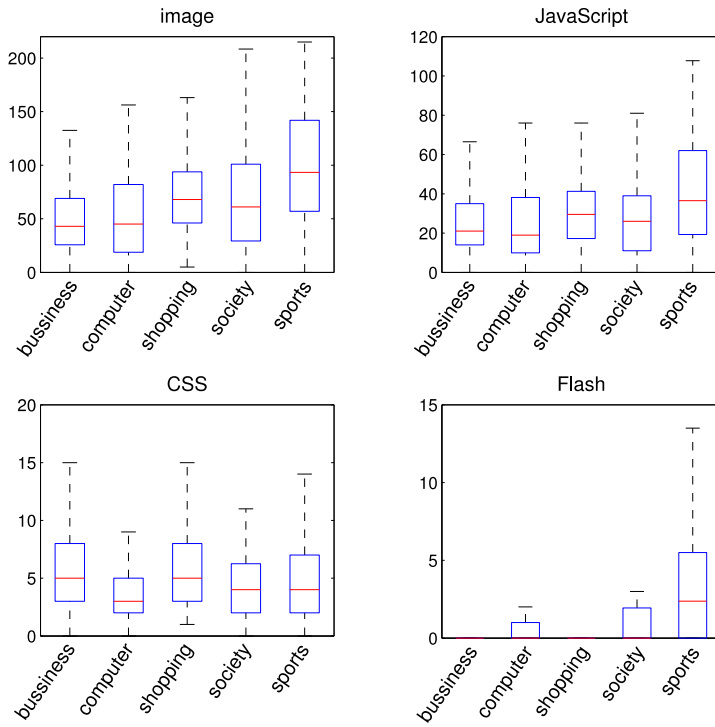 image
200
150
100
50
0
bussiness
computer
shopping
society
sports
JavaScript
120
100
80
60
40
20
0
bussiness
computer
shopping
society
sports
CSS
20
15
10
5
0
bussiness
computer
shopping
society
sports
Flash
15
10
5
0
bussiness
computer
shopping
society
sports